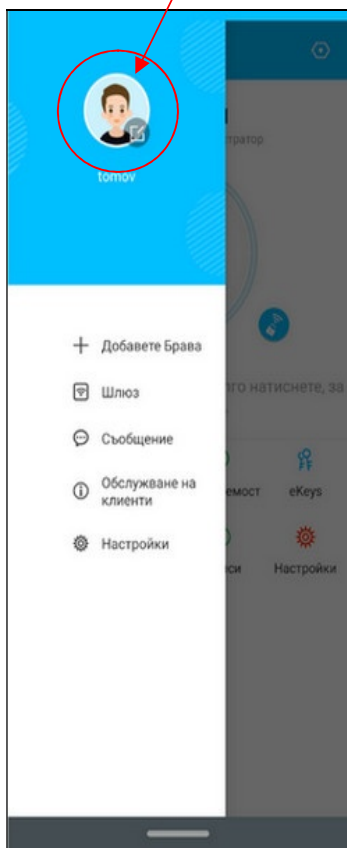 tomov
Добавете Брава
Шлюз
Съобщение
Обслужване на
клиенти
Настройки
eKeys
Настройки